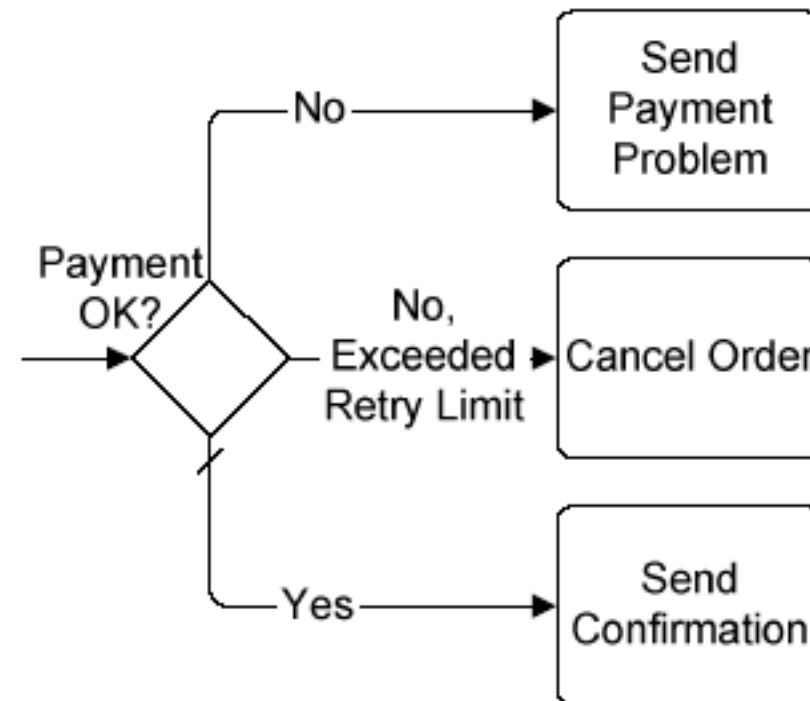 No
Send
Payment
Problem
Payment
OK?
No,
Exceeded
Retry Limit
Cancel Order
Yes
Send
Confirmation